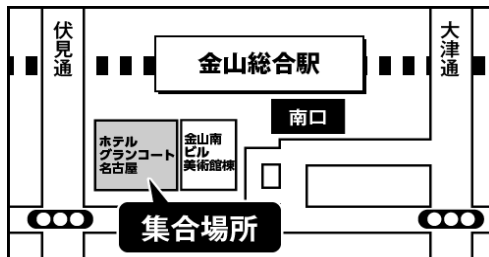 伏見通
大津通
金山総合駅
南口
ホテル
グランコート
名古屋
金山南
ビル
美術館棟
集合場所